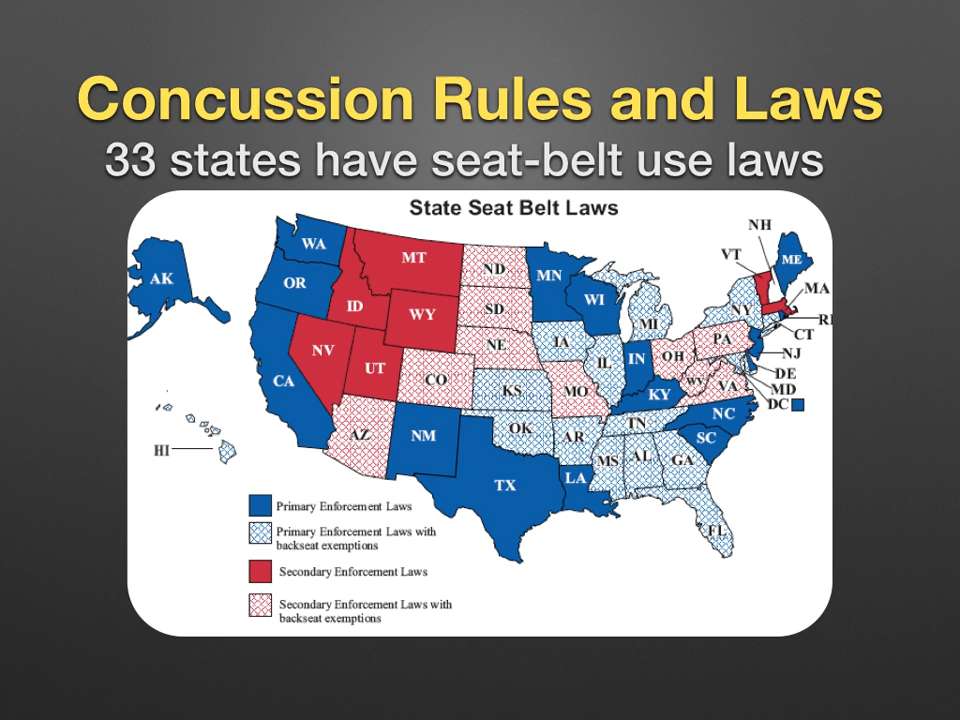 Concussion Rules and Laws
33 states have seat-belt use laws
State Seat Belt Laws
NH
WA
VT
ME
MT
ND
MN
AK
OR
MA
ID
SD
WI
NY
RI
WY
MI
CT
PA
NE
IA
NV
OH
NJ
IL
IN
UT
DE
CO
WV
VA
MD
CA
KS
MO
KY
DC
NC
TN
AZ
NM
OK
AR
SC
HI
MS
AL
GA
LA
TX
FL
Primary Enforcement Laws
Primary Enforcement Laws with
backseat exemptions
Secondary Enforcement Laws
Secondary Enforcement Laws with
backseat exemptions